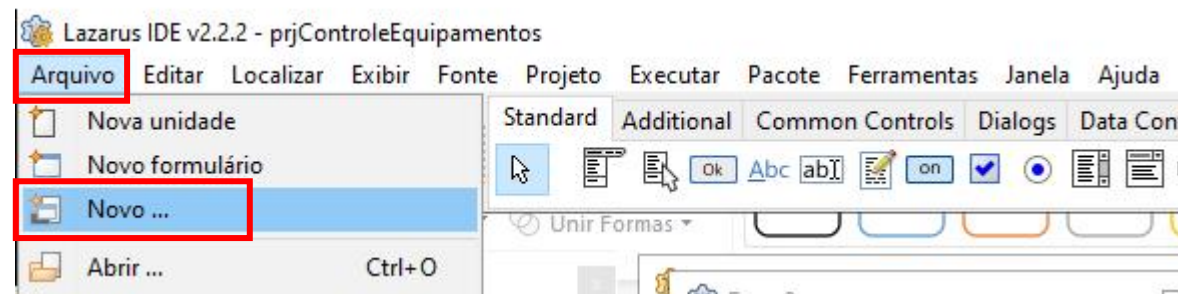 Lazarus IDE v2.2.2 - prjControleEquipamentos
Arquivo Editar Localizar Exibir Fonte Projeto Executar Pacote Ferramentas Janela Ajuda
Nova unidade
Novo formulário
Novo ...
Abrir ... Ctrl+O
Standard Additional Common Controls Dialogs Data Con
Ok Abc abI on
Unir Formas